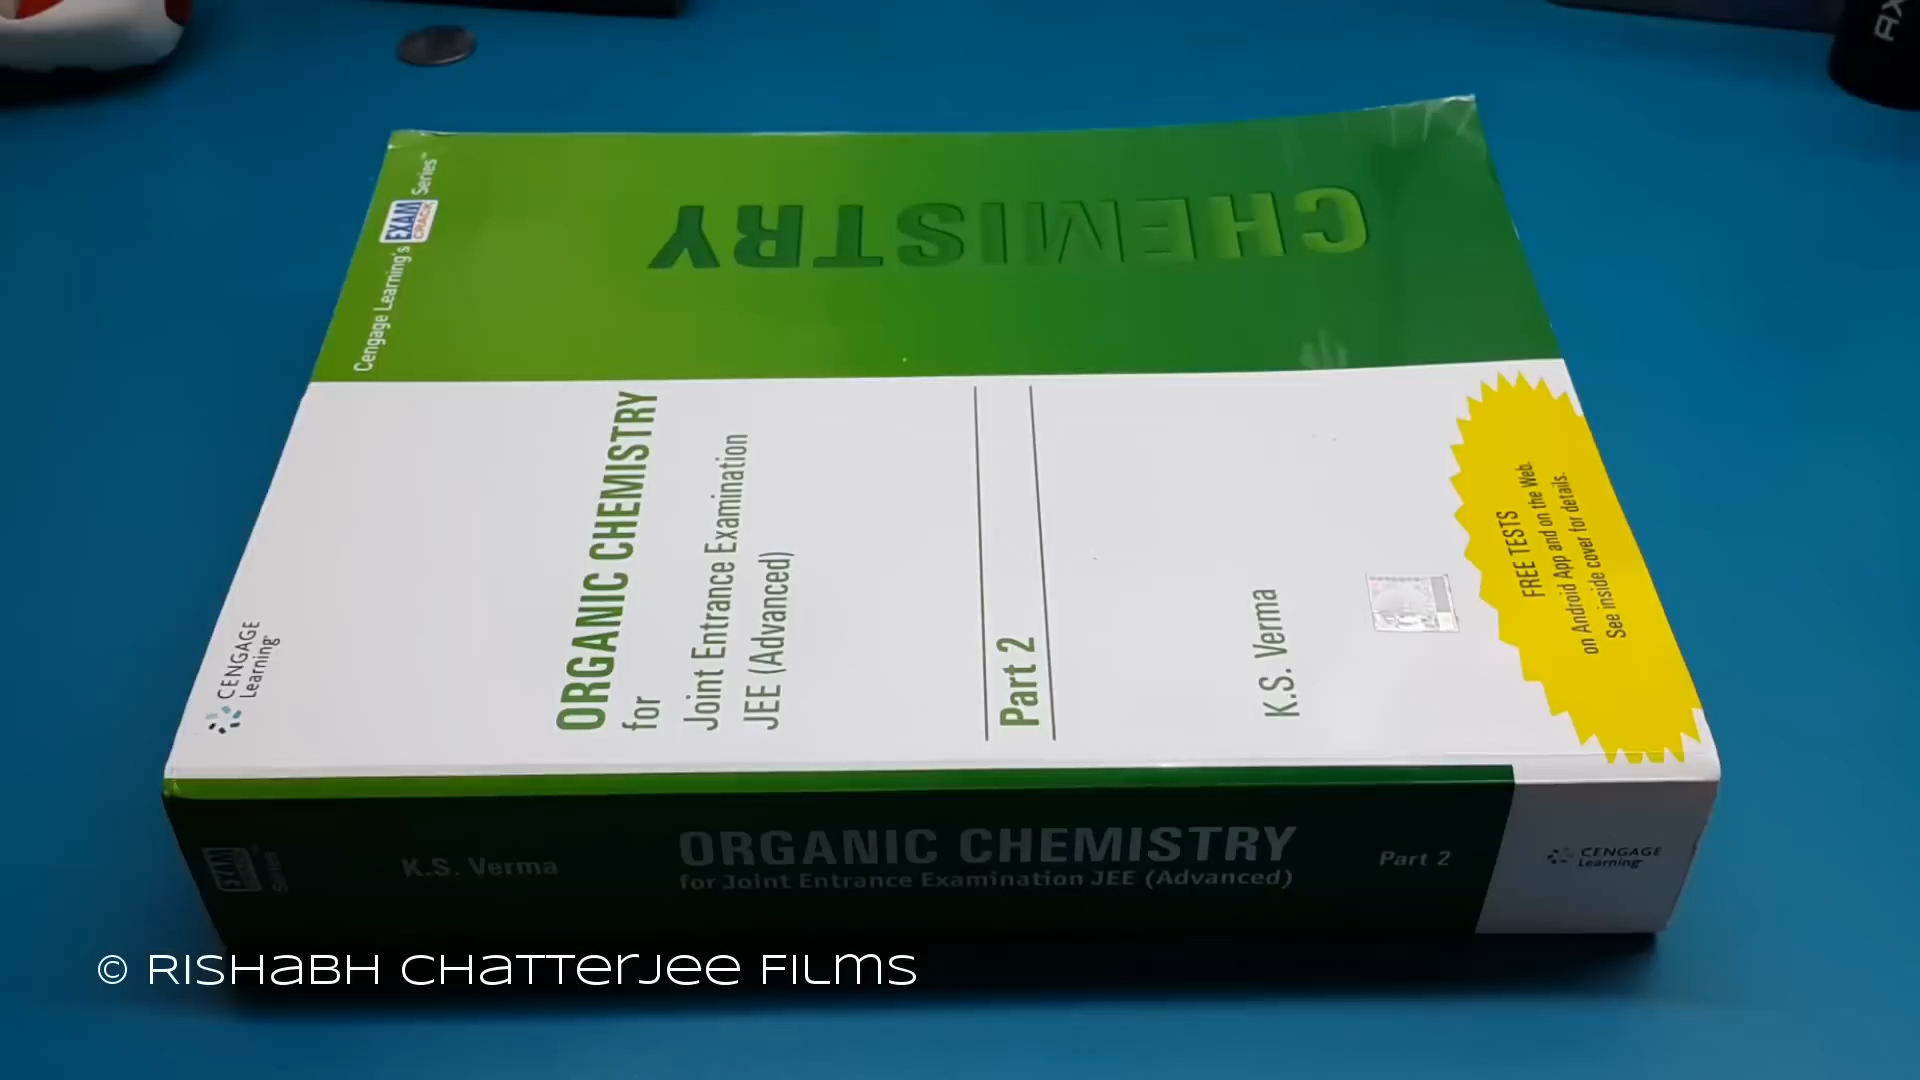 Cengage Learning's EXAM CRACK Series™
CHEMISTRY
CENGAGE
Learning®
ORGANIC CHEMISTRY
for
Joint Entrance Examination
JEE (Advanced)
Part 2
K.S. Verma
FREE TESTS
on Android App and on the Web.
See inside cover for details.
EXAM
Series
K.S. Verma
ORGANIC CHEMISTRY
for Joint Entrance Examination JEE (Advanced)
Part 2
CENGAGE
Learning
© RISHABH CHATTERJEE FILMS